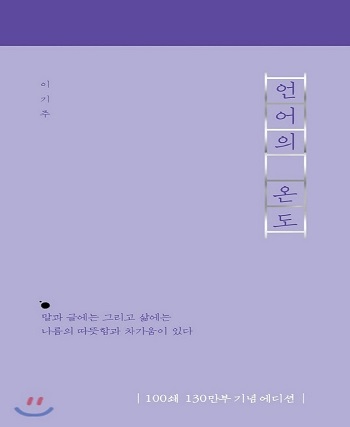 이기주
언어의 온도
말과 글에는 그리고 삶에는
나름의 따뜻함과 차가움이 있다
| 100쇄 130만부 기념 에디션 |